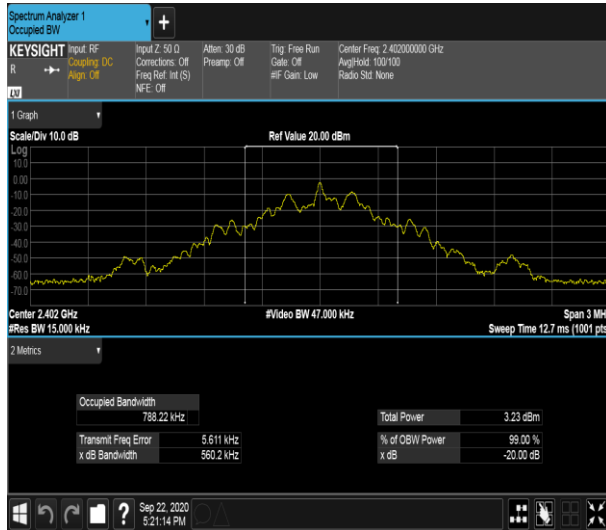 Spectrum Analyzer 1
Occupied BW
+
KEYSIGHT Input: RF Input Z: 50 Ω Atten: 30 dB Trig: Free Run Center Freq: 2.402000000 GHz
R Coupling: DC Corrections: Off Preamp: Off Gate: Off Avg|Hold: 100/100
Align: Off Freq Ref: Int (S) #IF Gain: Low Radio Std: None
NFE: Off
1 Graph
Scale/Div 10.0 dB Ref Value 20.00 dBm
Log
10.0
0.00
-10.0
-20.0
-30.0
-40.0
-50.0
-60.0
-70.0
Center 2.402 GHz #Video BW 47.000 kHz Span 3 MH
#Res BW 15.000 kHz Sweep Time 12.7 ms (1001 pts
2 Metrics
Occupied Bandwidth
788.22 kHz Total Power 3.23 dBm
Transmit Freq Error 5.611 kHz % of OBW Power 99.00 %
x dB Bandwidth 560.2 kHz x dB -20.00 dB
? Sep 22, 2020
5:21:14 PM